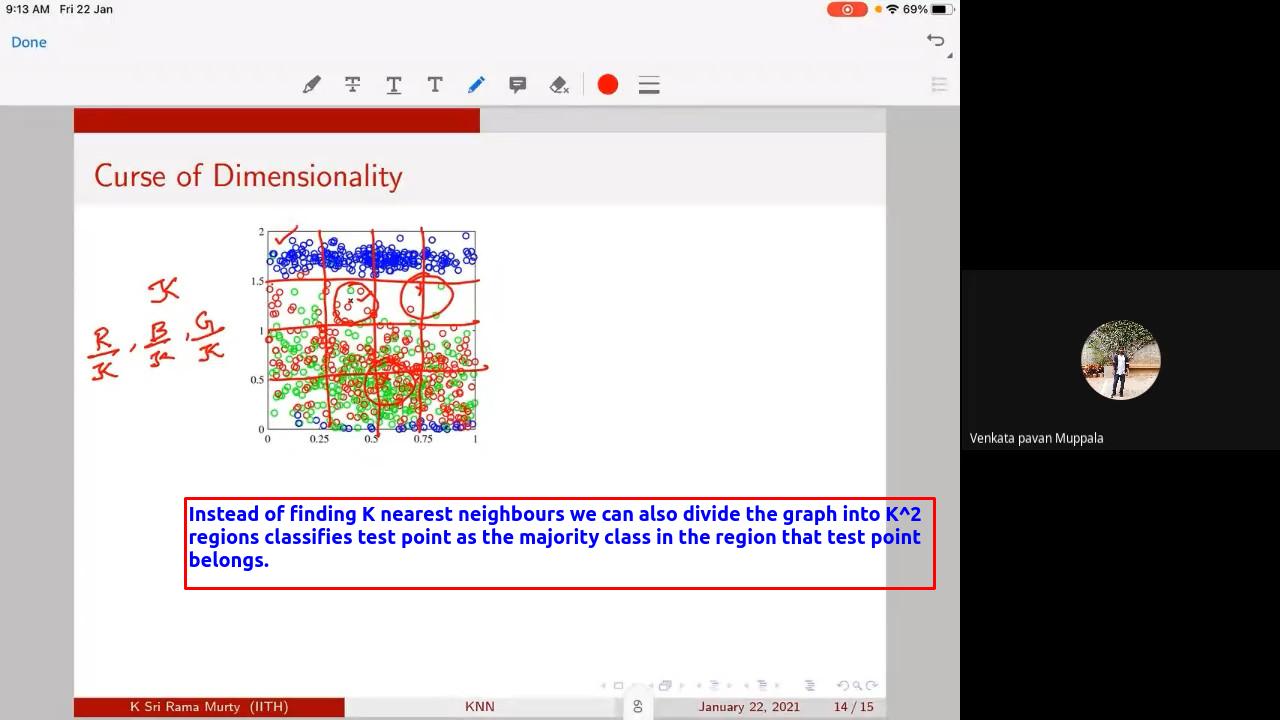 9:13 AM Fri 22 Jan
69%
Done
Curse of Dimensionality
2
1.5
1
0.5
0
0 0.25 0.5 0.75 1
K
R/K , B/K , G/K
Venkata pavan Muppala
Instead of finding K nearest neighbours we can also divide the graph into K^2
regions classifies test point as the majority class in the region that test point
belongs.
K Sri Rama Murty (IITH) KNN 60 January 22, 2021 14 / 15